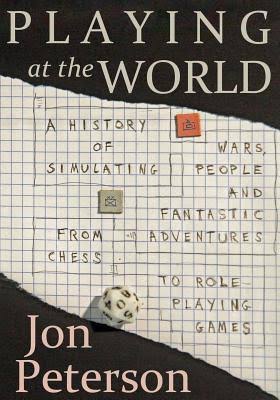 PLAYING
at the WORLD
A HISTORY
OF
SIMULATING
WARS,
PEOPLE
AND
FANTASTIC
ADVENTURES
FROM
CHESS
TO ROLE-
PLAYING
GAMES
Jon
Peterson